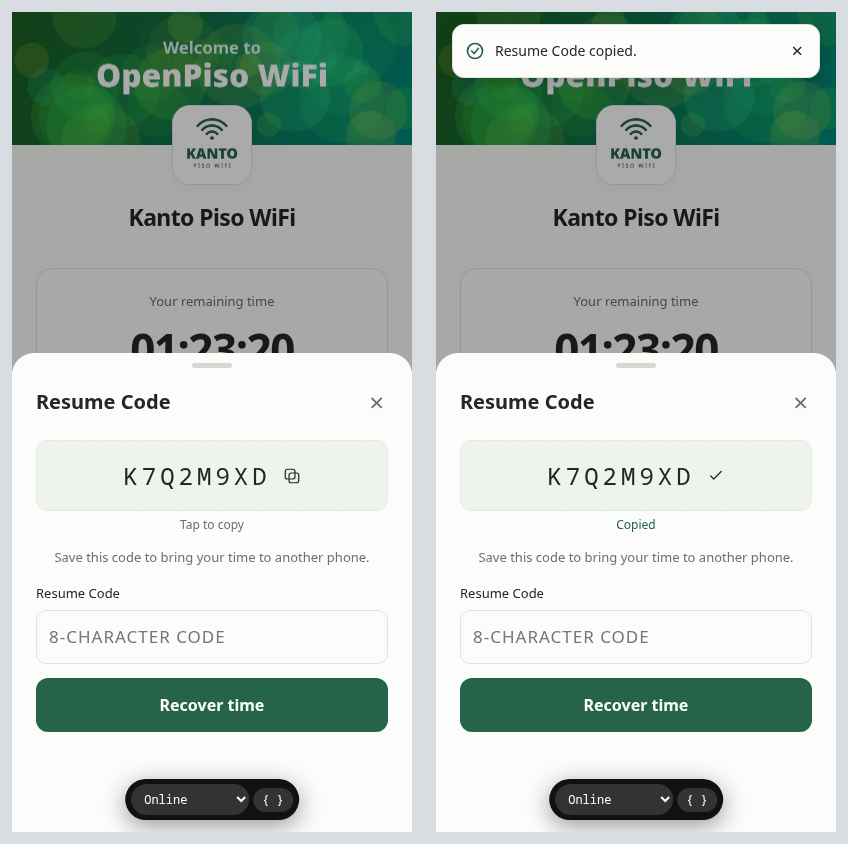 Welcome to
OpenPiso WiFi
KANTO
PISO WIFI
Kanto Piso WiFi
Your remaining time
01:23:20
Resume Code
K7Q2M9XD
Tap to copy
Save this code to bring your time to another phone.
Resume Code
8-CHARACTER CODE
Recover time
Online
{ }
Resume Code copied.
OpenPiso WiFi
KANTO
PISO WIFI
Kanto Piso WiFi
Your remaining time
01:23:20
Resume Code
K7Q2M9XD
Copied
Save this code to bring your time to another phone.
Resume Code
8-CHARACTER CODE
Recover time
Online
{ }